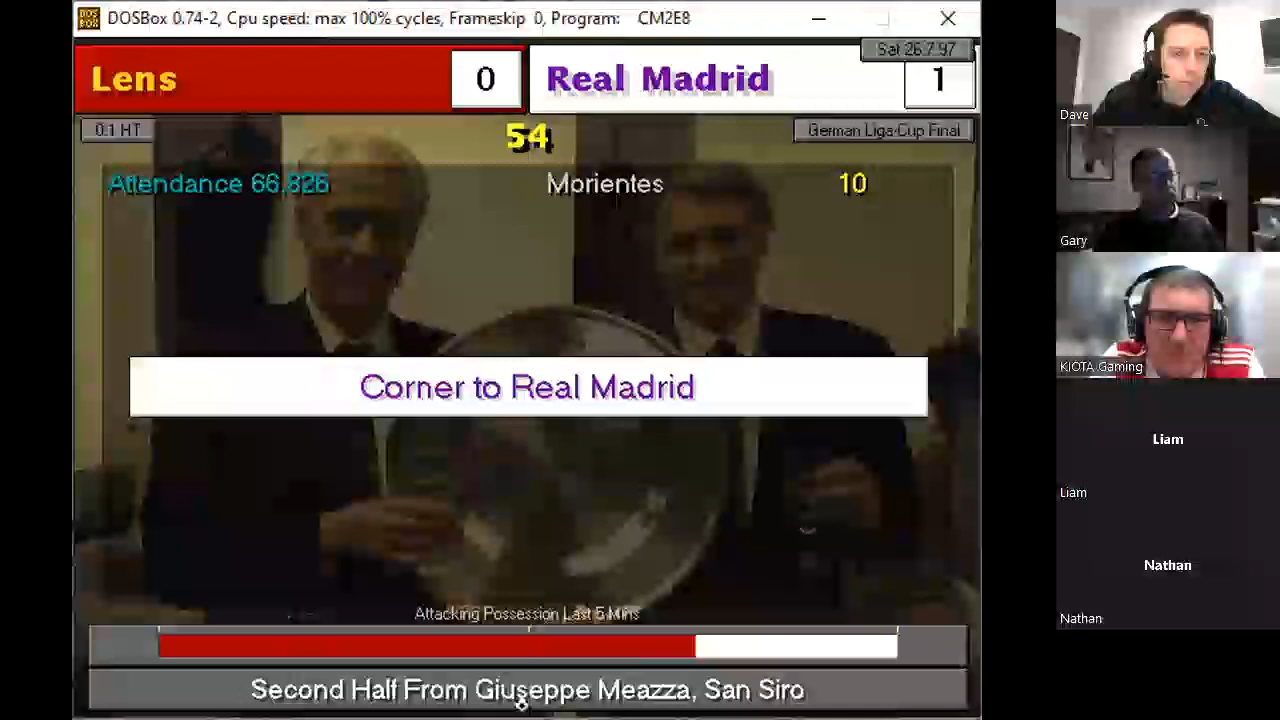 DOSBox 0.74-2, Cpu speed: max 100% cycles, Frameskip 0, Program: CM2E8
Sat 26.7.97
Lens 0 Real Madrid 1
0.1 HT 54 German Liga-Cup Final
Attendance 66,826 Morientes 10
Corner to Real Madrid
Attacking Possession Last 5 Mins
Second Half From Giuseppe Meazza, San Siro
Dave
Gary
KIOTA Gaming
Liam
Liam
Nathan
Nathan